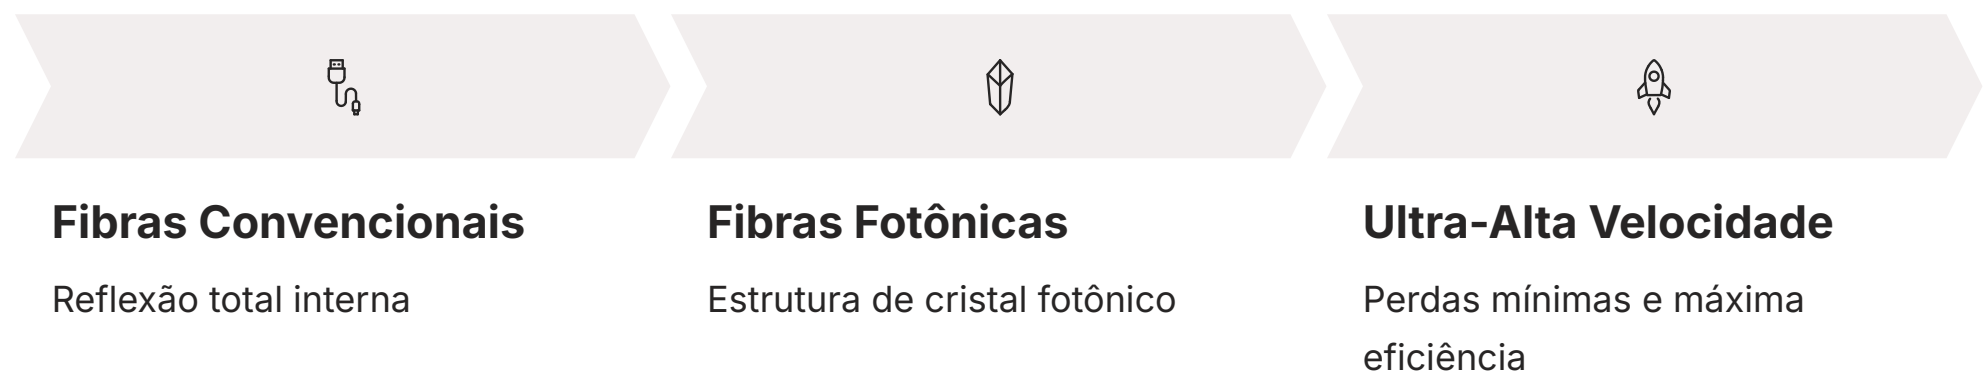 Fibras Convencionais
Reflexão total interna
Fibras Fotônicas
Estrutura de cristal fotônico
Ultra-Alta Velocidade
Perdas mínimas e máxima
eficiência